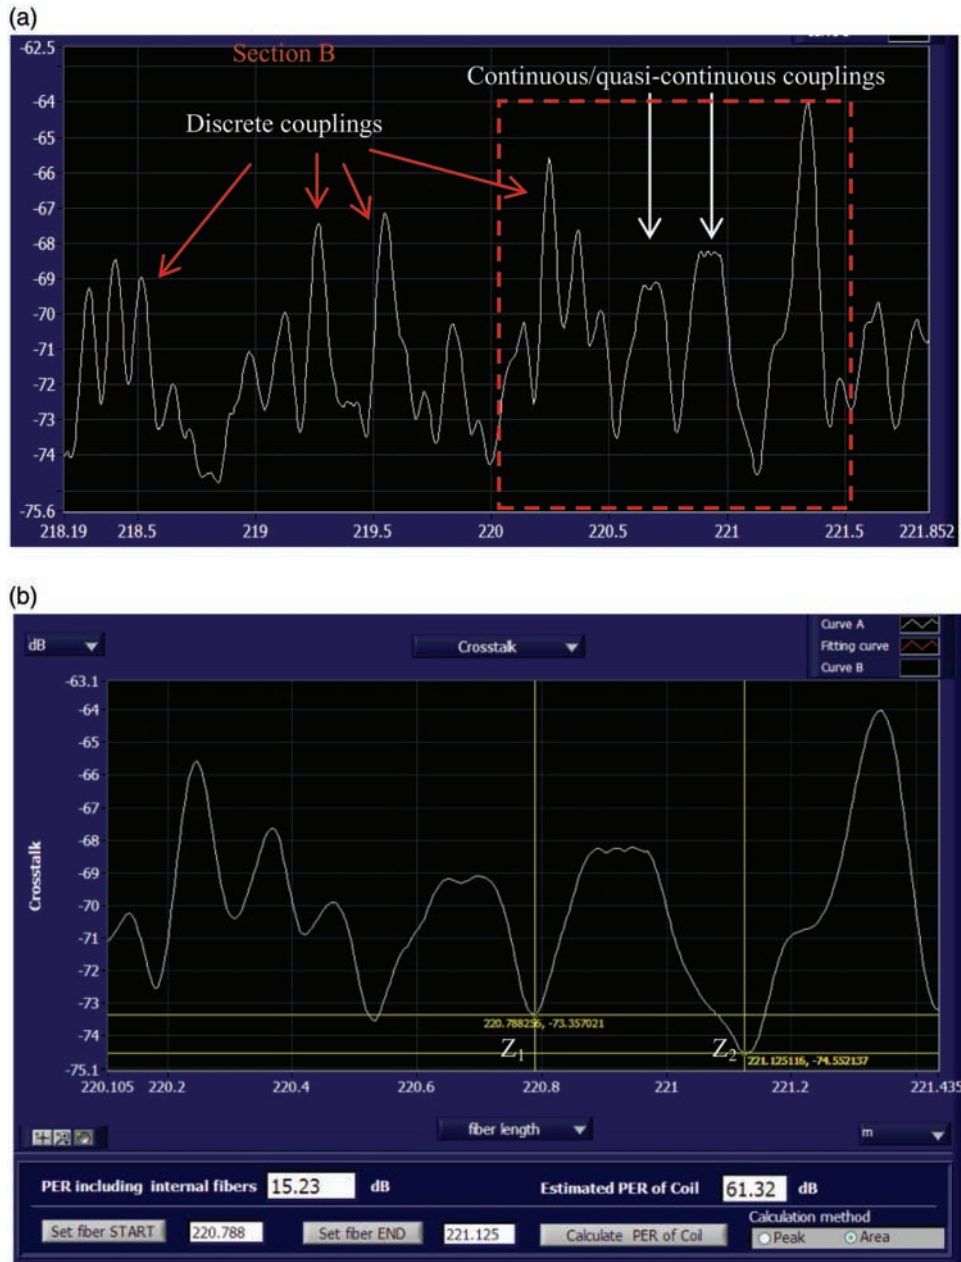 (a)
-62.5
Section B
Continuous/quasi-continuous couplings
-64
Discrete couplings
-65
-66
-67
-68
-69
-70
-71
-72
-73
-74
-75.6
218.19 218.5 219 219.5 220 220.5 221 221.5 221.852
(b)
dB Crosstalk
Curve A
Fitting curve
Curve B
-63.1
-64
-65
-66
-67
-68
-69
-70
-71
-72
-73
-74
-75.1
Crosstalk
220.788256, -73.357021
Z1 Z2
221.125116, -74.552137
220.105 220.2 220.4 220.6 220.8 221 221.2 221.435
fiber length m
PER including internal fibers 15.23 dB Estimated PER of Coil 61.32 dB
Set fiber START 220.788 Set fiber END 221.125 Calculate PER of Coil
Calculation method
Peak Area